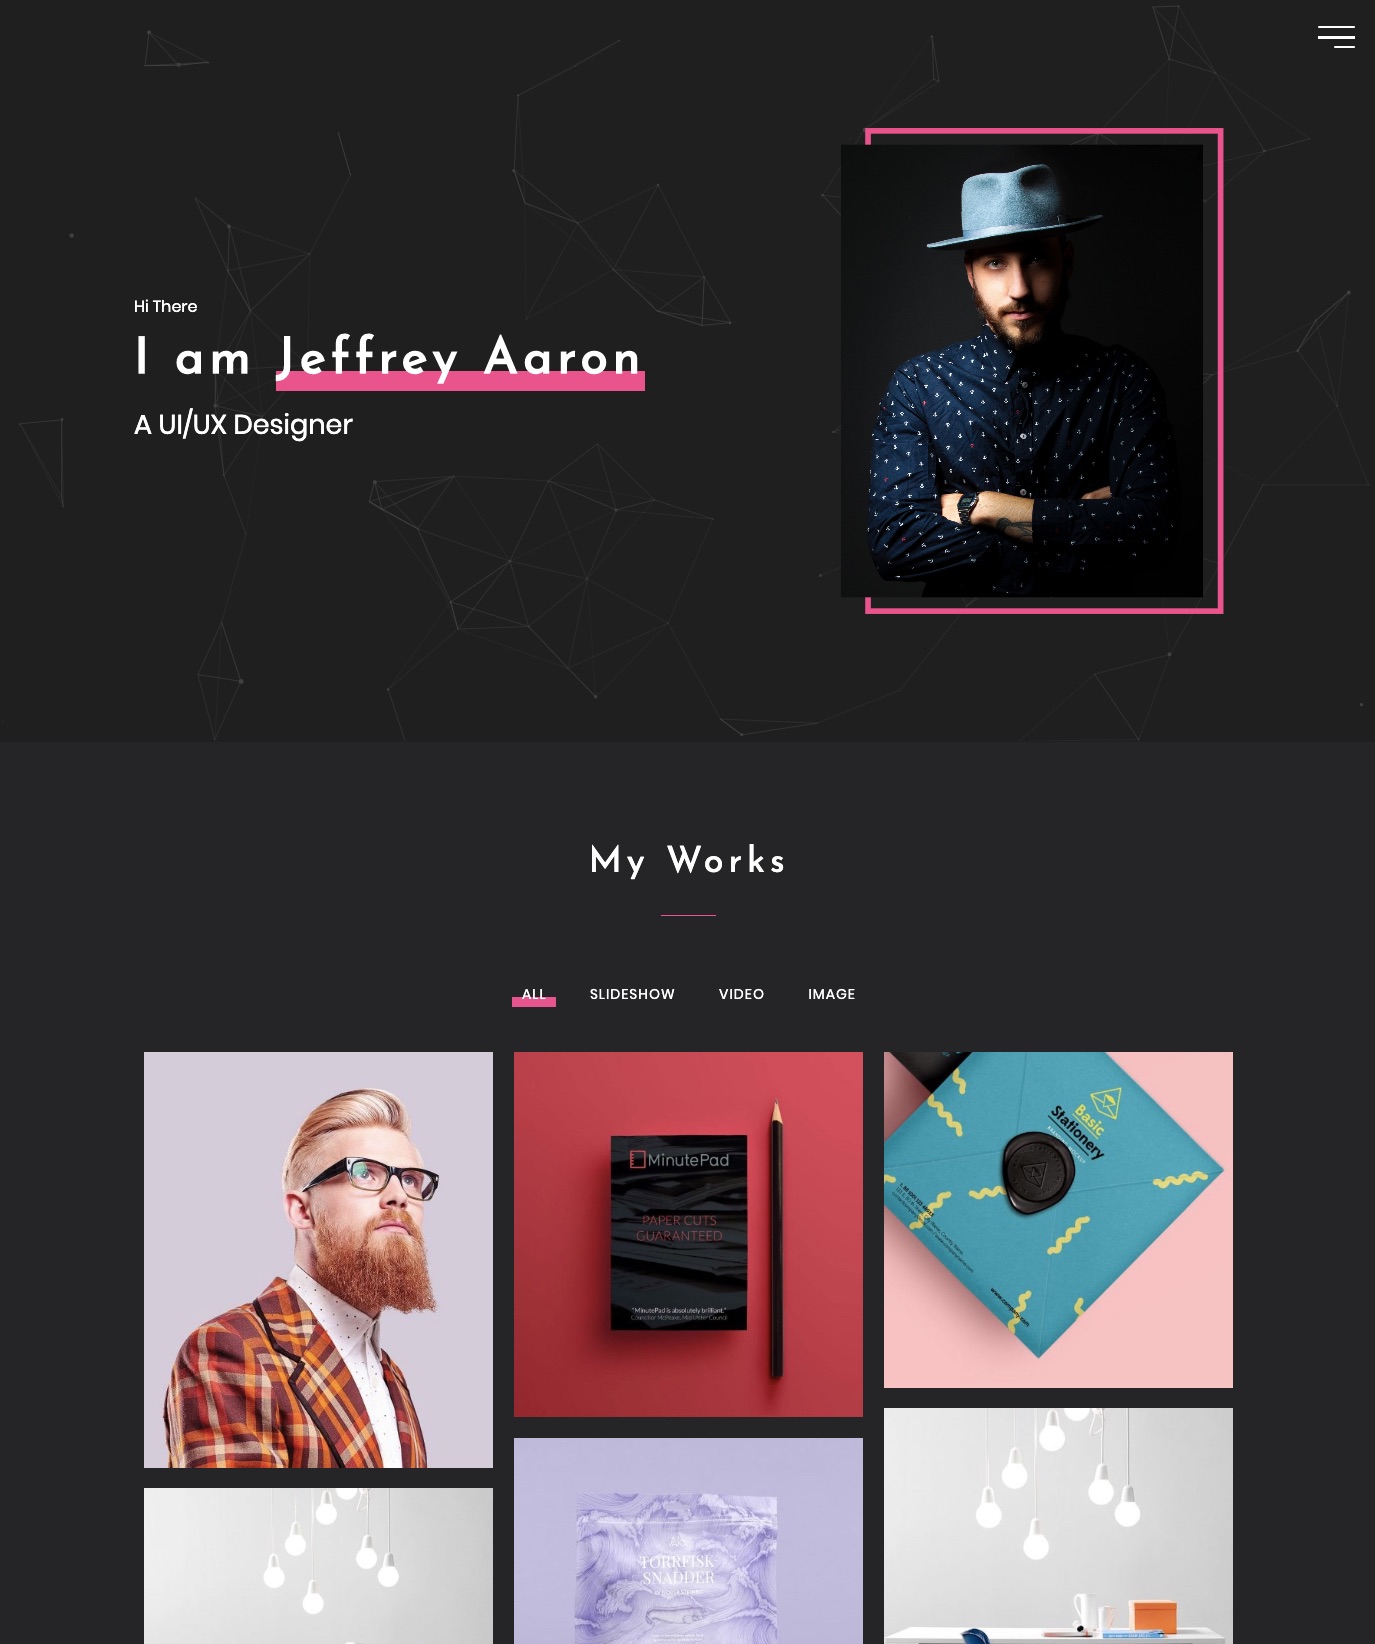 Hi There
I am Jeffrey Aaron
A UI/UX Designer
My Works
ALL
SLIDESHOW
VIDEO
IMAGE
MinutePad
PAPER CUTS
GUARANTEED
"MinutePad is absolutely brilliant."
Basic
Stationery
TORRFISK
SNADDER